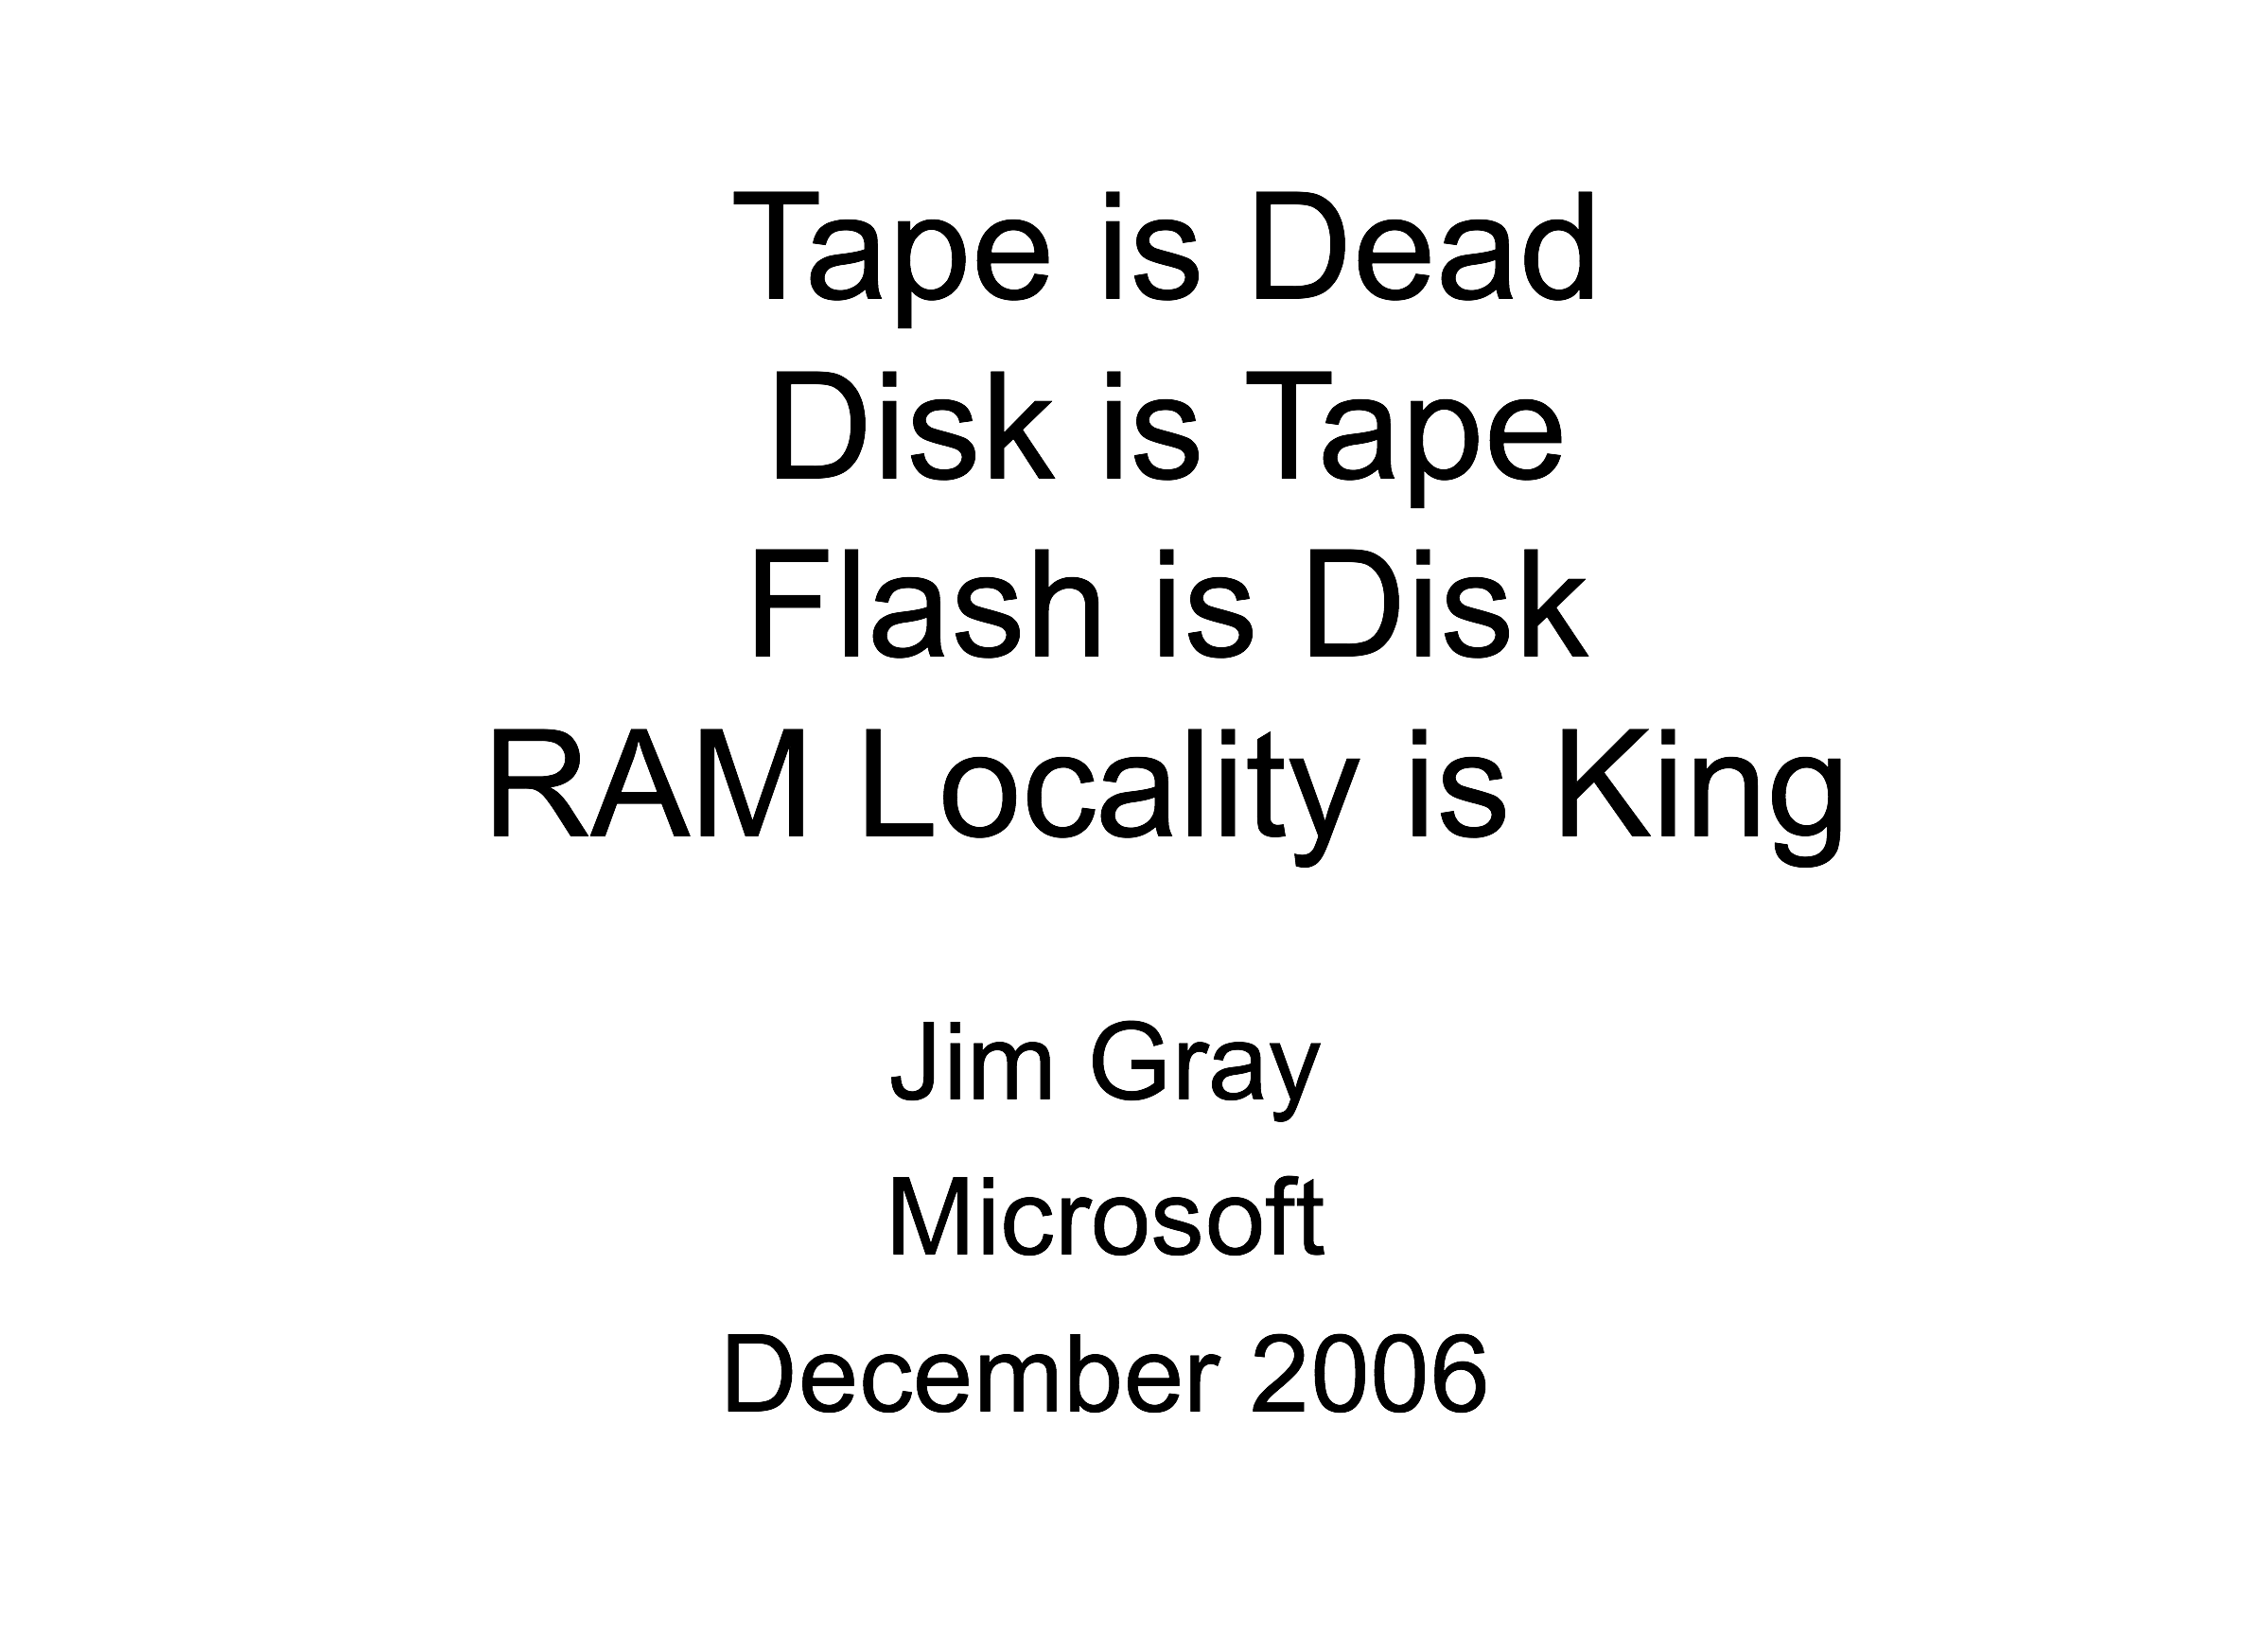 Tape is Dead
Disk is Tape
Flash is Disk
RAM Locality is King
Jim Gray
Microsoft
December 2006